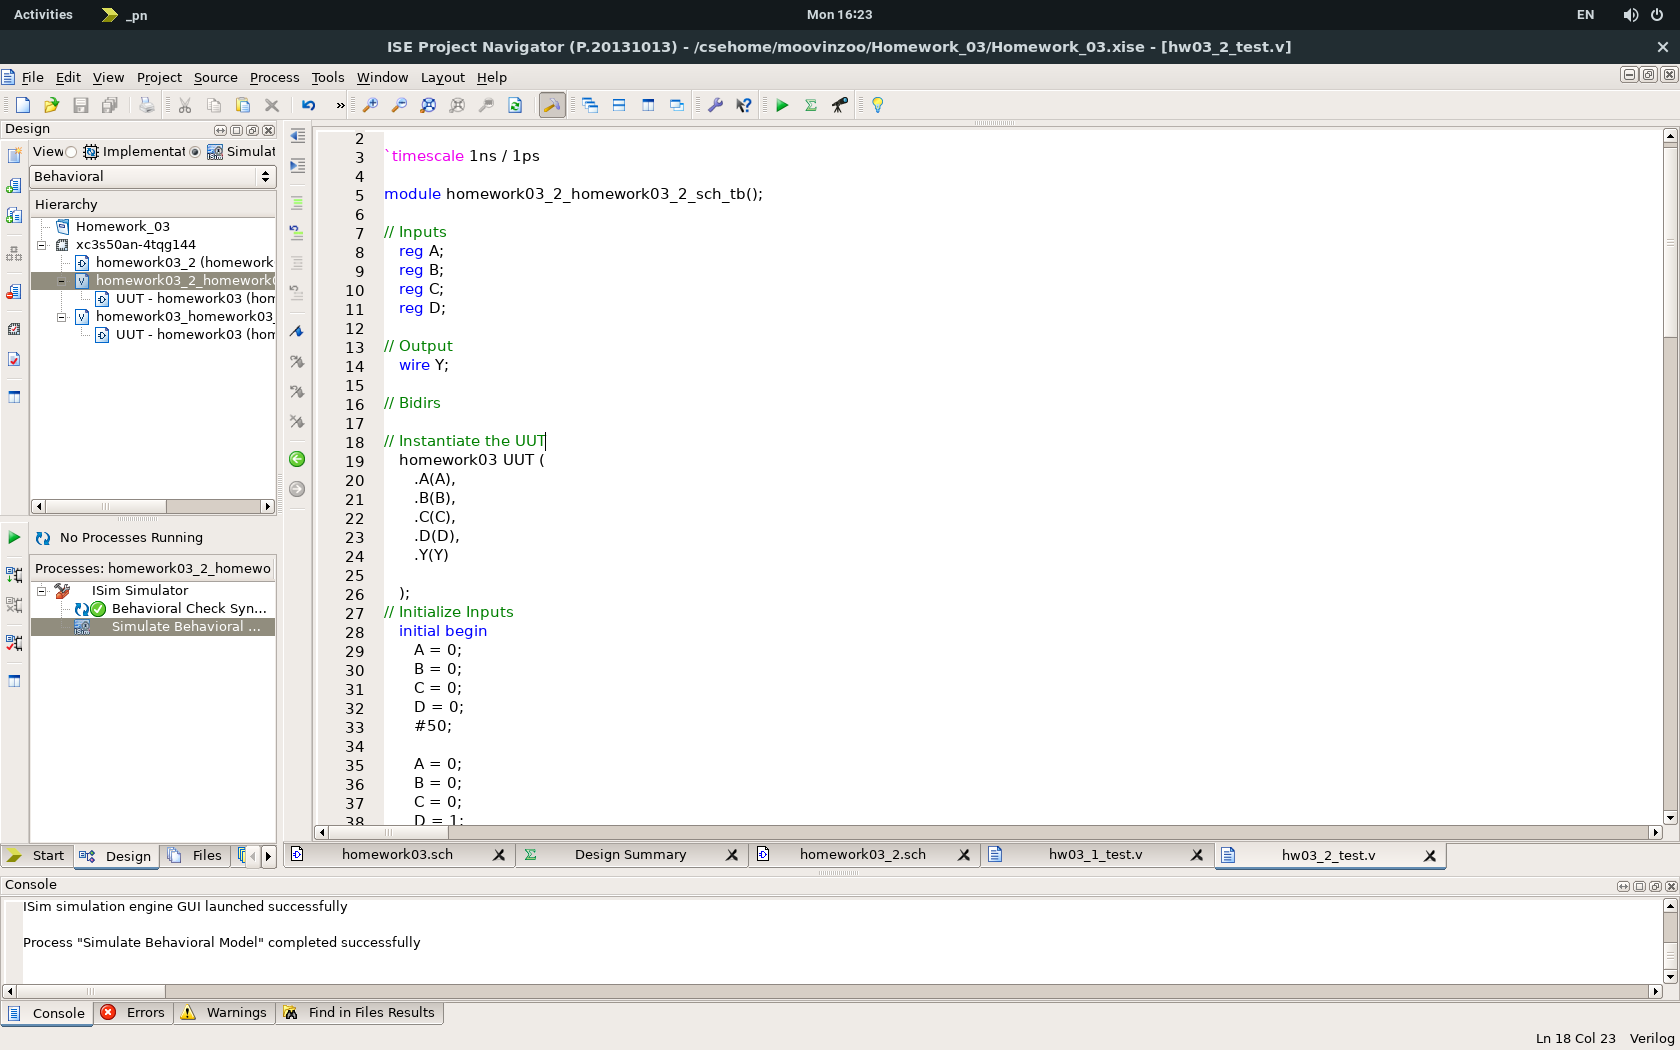 Activities
_pn
Mon 16:23
EN
ISE Project Navigator (P.20131013) - /csehome/moovinzoo/Homework_03/Homework_03.xise - [hw03_2_test.v]
File Edit View Project Source Process Tools Window Layout Help
Design
View: Implementat Simulat
Behavioral
Hierarchy
Homework_03
xc3s50an-4tqg144
homework03_2 (homework
homework03_2_homework
UUT - homework03 (hom
homework03_homework03_
UUT - homework03 (hom
No Processes Running
Processes: homework03_2_homewo
ISim Simulator
Behavioral Check Syn...
Simulate Behavioral ...
Start Design Files
2
3 `timescale 1ns / 1ps
4
5 module homework03_2_homework03_2_sch_tb();
6
7 // Inputs
8 reg A;
9 reg B;
10 reg C;
11 reg D;
12
13 // Output
14 wire Y;
15
16 // Bidirs
17
18 // Instantiate the UUT
19 homework03 UUT (
20 .A(A),
21 .B(B),
22 .C(C),
23 .D(D),
24 .Y(Y)
25
26 );
27 // Initialize Inputs
28 initial begin
29 A = 0;
30 B = 0;
31 C = 0;
32 D = 0;
33 #50;
34
35 A = 0;
36 B = 0;
37 C = 0;
38 D = 1;
homework03.sch
Design Summary
homework03_2.sch
hw03_1_test.v
hw03_2_test.v
Console
ISim simulation engine GUI launched successfully
Process "Simulate Behavioral Model" completed successfully
Console Errors Warnings Find in Files Results
Ln 18 Col 23 Verilog